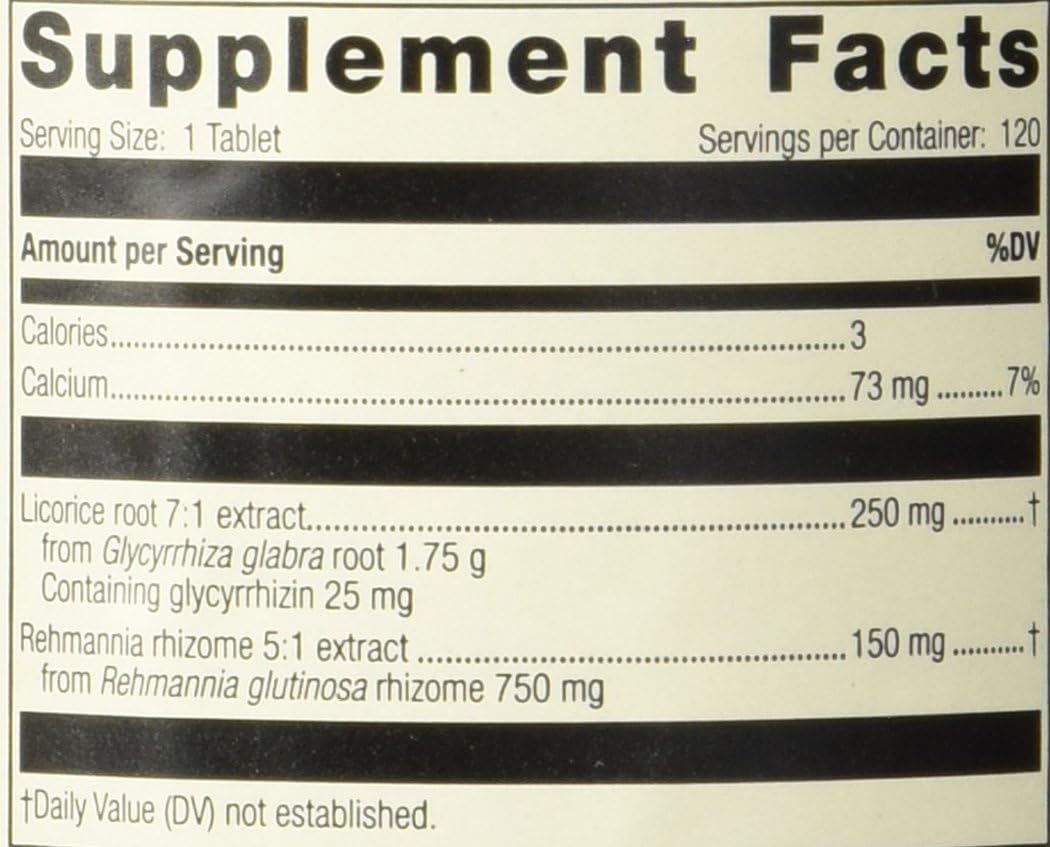 Supplement Facts
Serving Size: 1 Tablet Servings per Container: 120
Amount per Serving %DV
Calories........................................................................................3
Calcium........................................................................................73 mg.........7%
Licorice root 7:1 extract................................................................250 mg..........†
from Glycyrrhiza glabra root 1.75 g
Containing glycyrrhizin 25 mg
Rehmannia rhizome 5:1 extract....................................................150 mg..........†
from Rehmannia glutinosa rhizome 750 mg
†Daily Value (DV) not established.